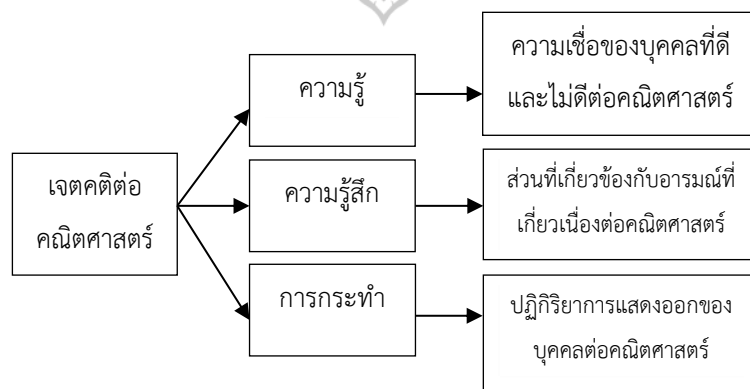 ความเชื่อของบุคคลที่ดี
และไม่ดีต่อคณิตศาสตร์
ความรู้
เจตคติต่อ
คณิตศาสตร์
ความรู้สึก
ส่วนที่เกี่ยวข้องกับอารมณ์ที่
เกี่ยวเนื่องต่อคณิตศาสตร์
การกระทำ
ปฏิกิริยาการแสดงออกของ
บุคคลต่อคณิตศาสตร์